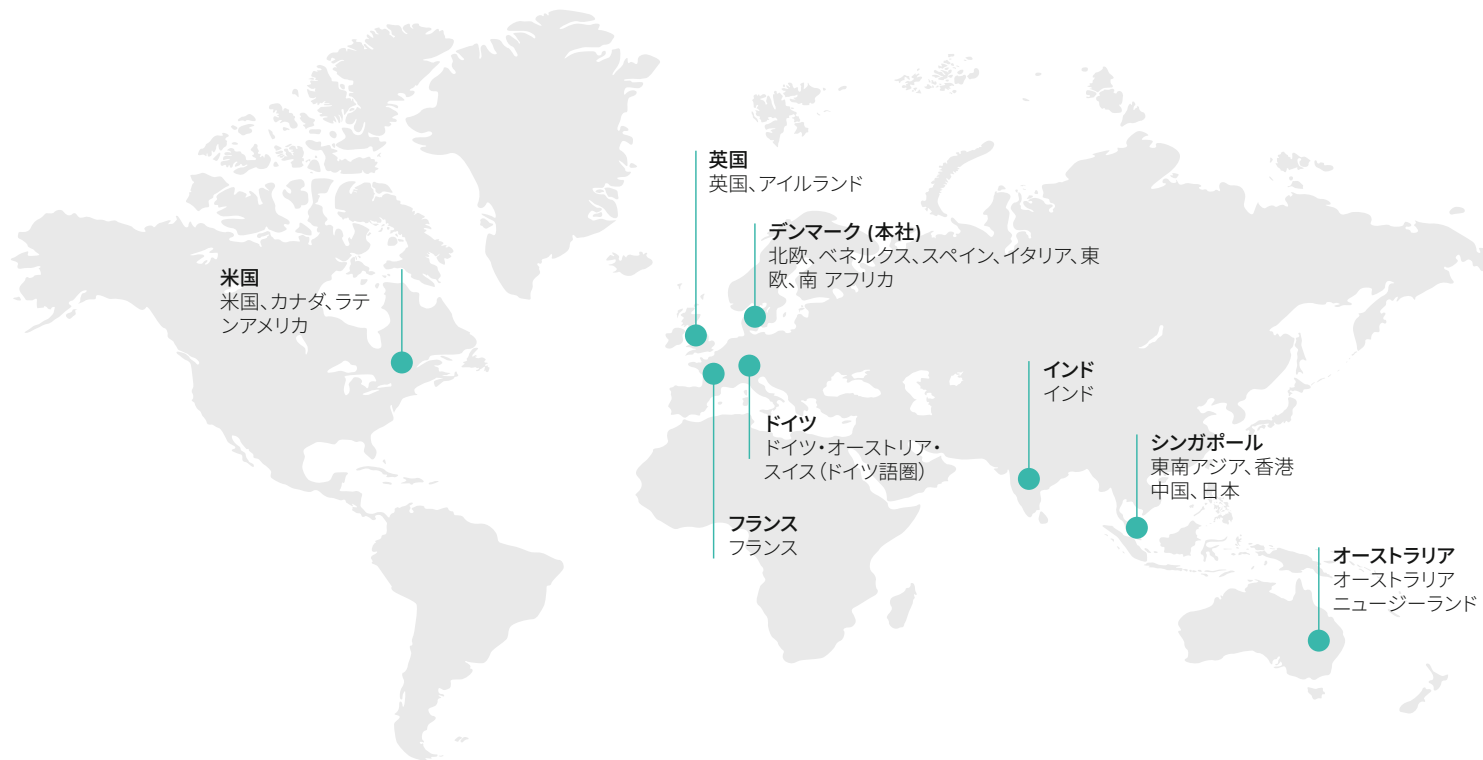 英国
英国、アイルランド
デンマーク (本社)
北欧、ベネルクス、スペイン、イタリア、東
欧、南 アフリカ
米国
米国、カナダ、ラテ
ンアメリカ
インド
インド
ドイツ
ドイツ・オーストリア・
スイス（ドイツ語圏）
シンガポール
東南アジア、香港
中国、日本
フランス
フランス
オーストラリア
オーストラリア
ニュージーランド